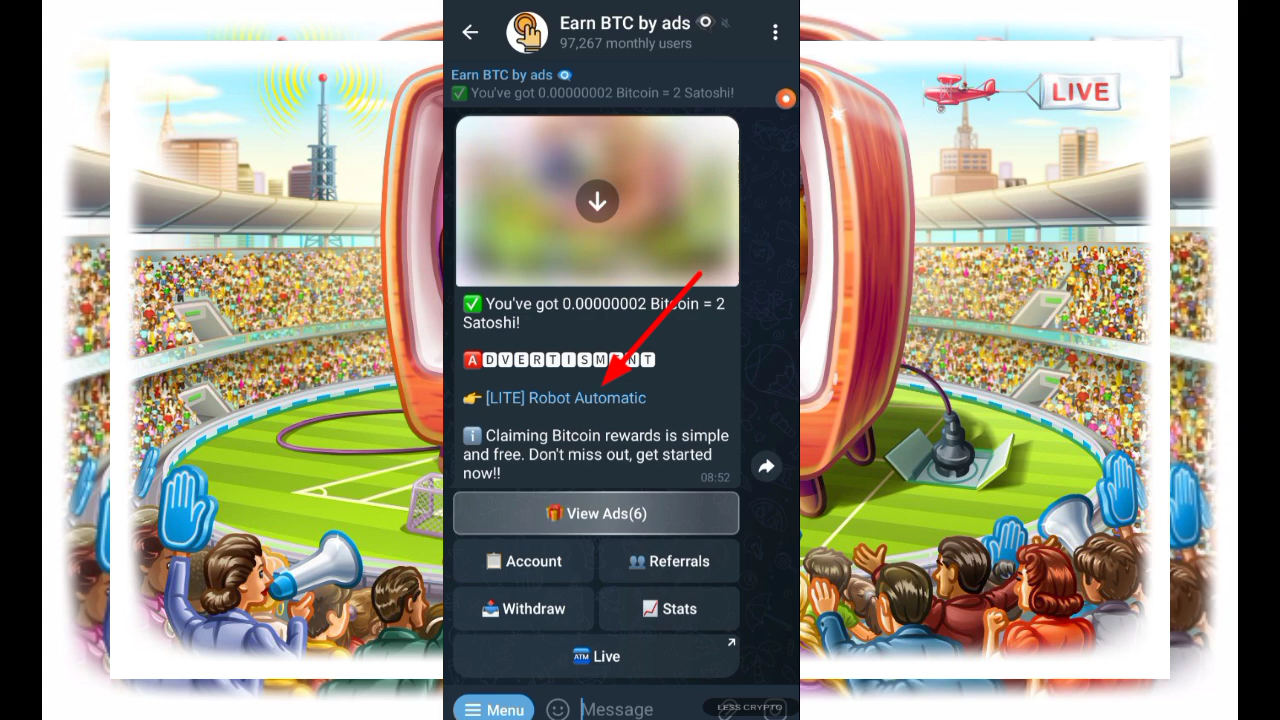 Earn BTC by ads
97,267 monthly users
Earn BTC by ads
You've got 0.00000002 Bitcoin = 2 Satoshi!
LIVE
You've got 0.00000002 Bitcoin = 2
Satoshi!
ADVERTISMENT
[LITE] Robot Automatic
Claiming Bitcoin rewards is simple
and free. Don't miss out, get started
now!!
08:52
View Ads(6)
Account
Referrals
Withdraw
Stats
ATM Live
Menu
Message
LESS CRYPTO